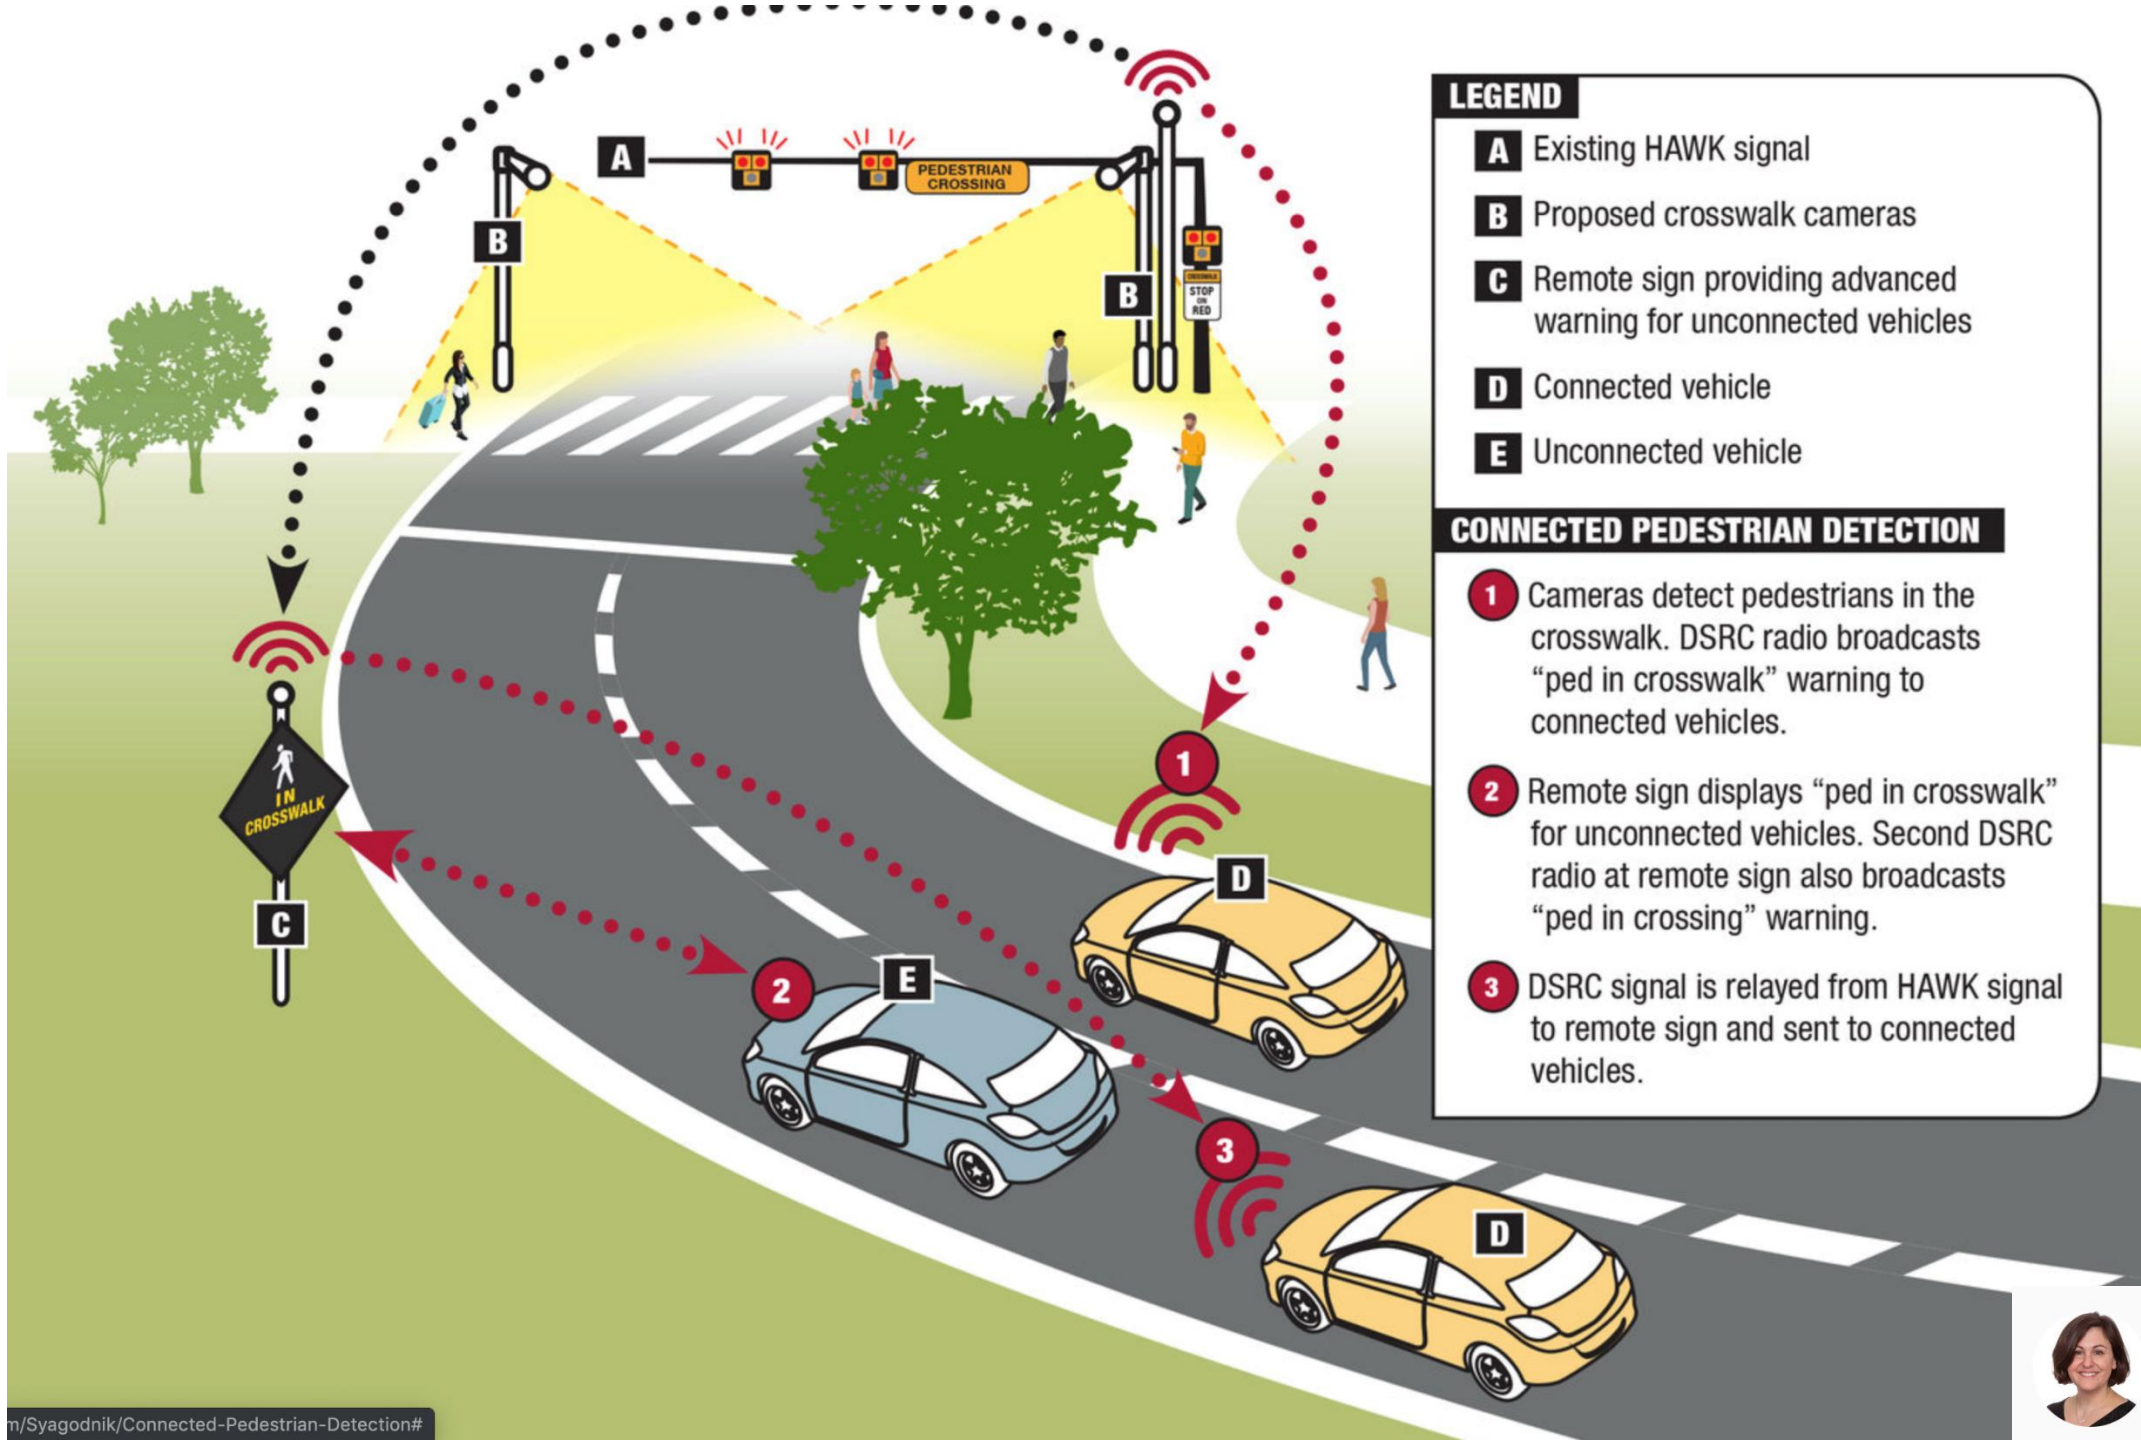 A
PEDESTRIAN
CROSSING
B
B
CROSSWALK
STOP
ON
RED
IN
CROSSWALK
C
1
D
2
E
3
D
LEGEND
A Existing HAWK signal
B Proposed crosswalk cameras
C Remote sign providing advanced
warning for unconnected vehicles
D Connected vehicle
E Unconnected vehicle
CONNECTED PEDESTRIAN DETECTION
1 Cameras detect pedestrians in the
crosswalk. DSRC radio broadcasts
“ped in crosswalk” warning to
connected vehicles.
2 Remote sign displays “ped in crosswalk”
for unconnected vehicles. Second DSRC
radio at remote sign also broadcasts
“ped in crossing” warning.
3 DSRC signal is relayed from HAWK signal
to remote sign and sent to connected
vehicles.
m/Syagodnik/Connected-Pedestrian-Detection#